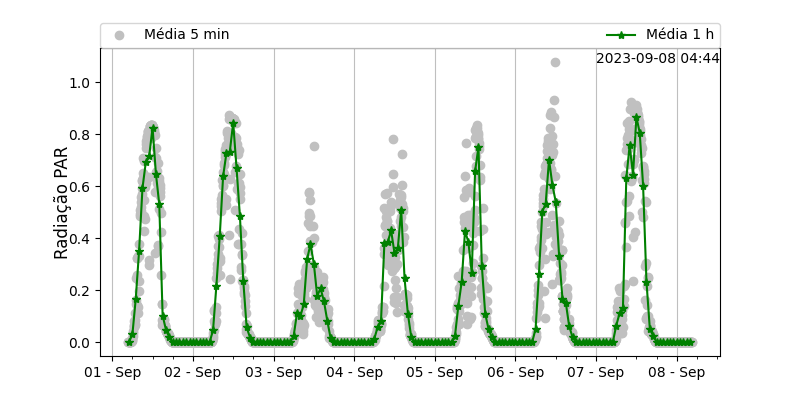 Média 5 min
Média 1 h
2023-09-08 04:44
Radiação PAR
1.0
0.8
0.6
0.4
0.2
0.0
01 - Sep
02 - Sep
03 - Sep
04 - Sep
05 - Sep
06 - Sep
07 - Sep
08 - Sep